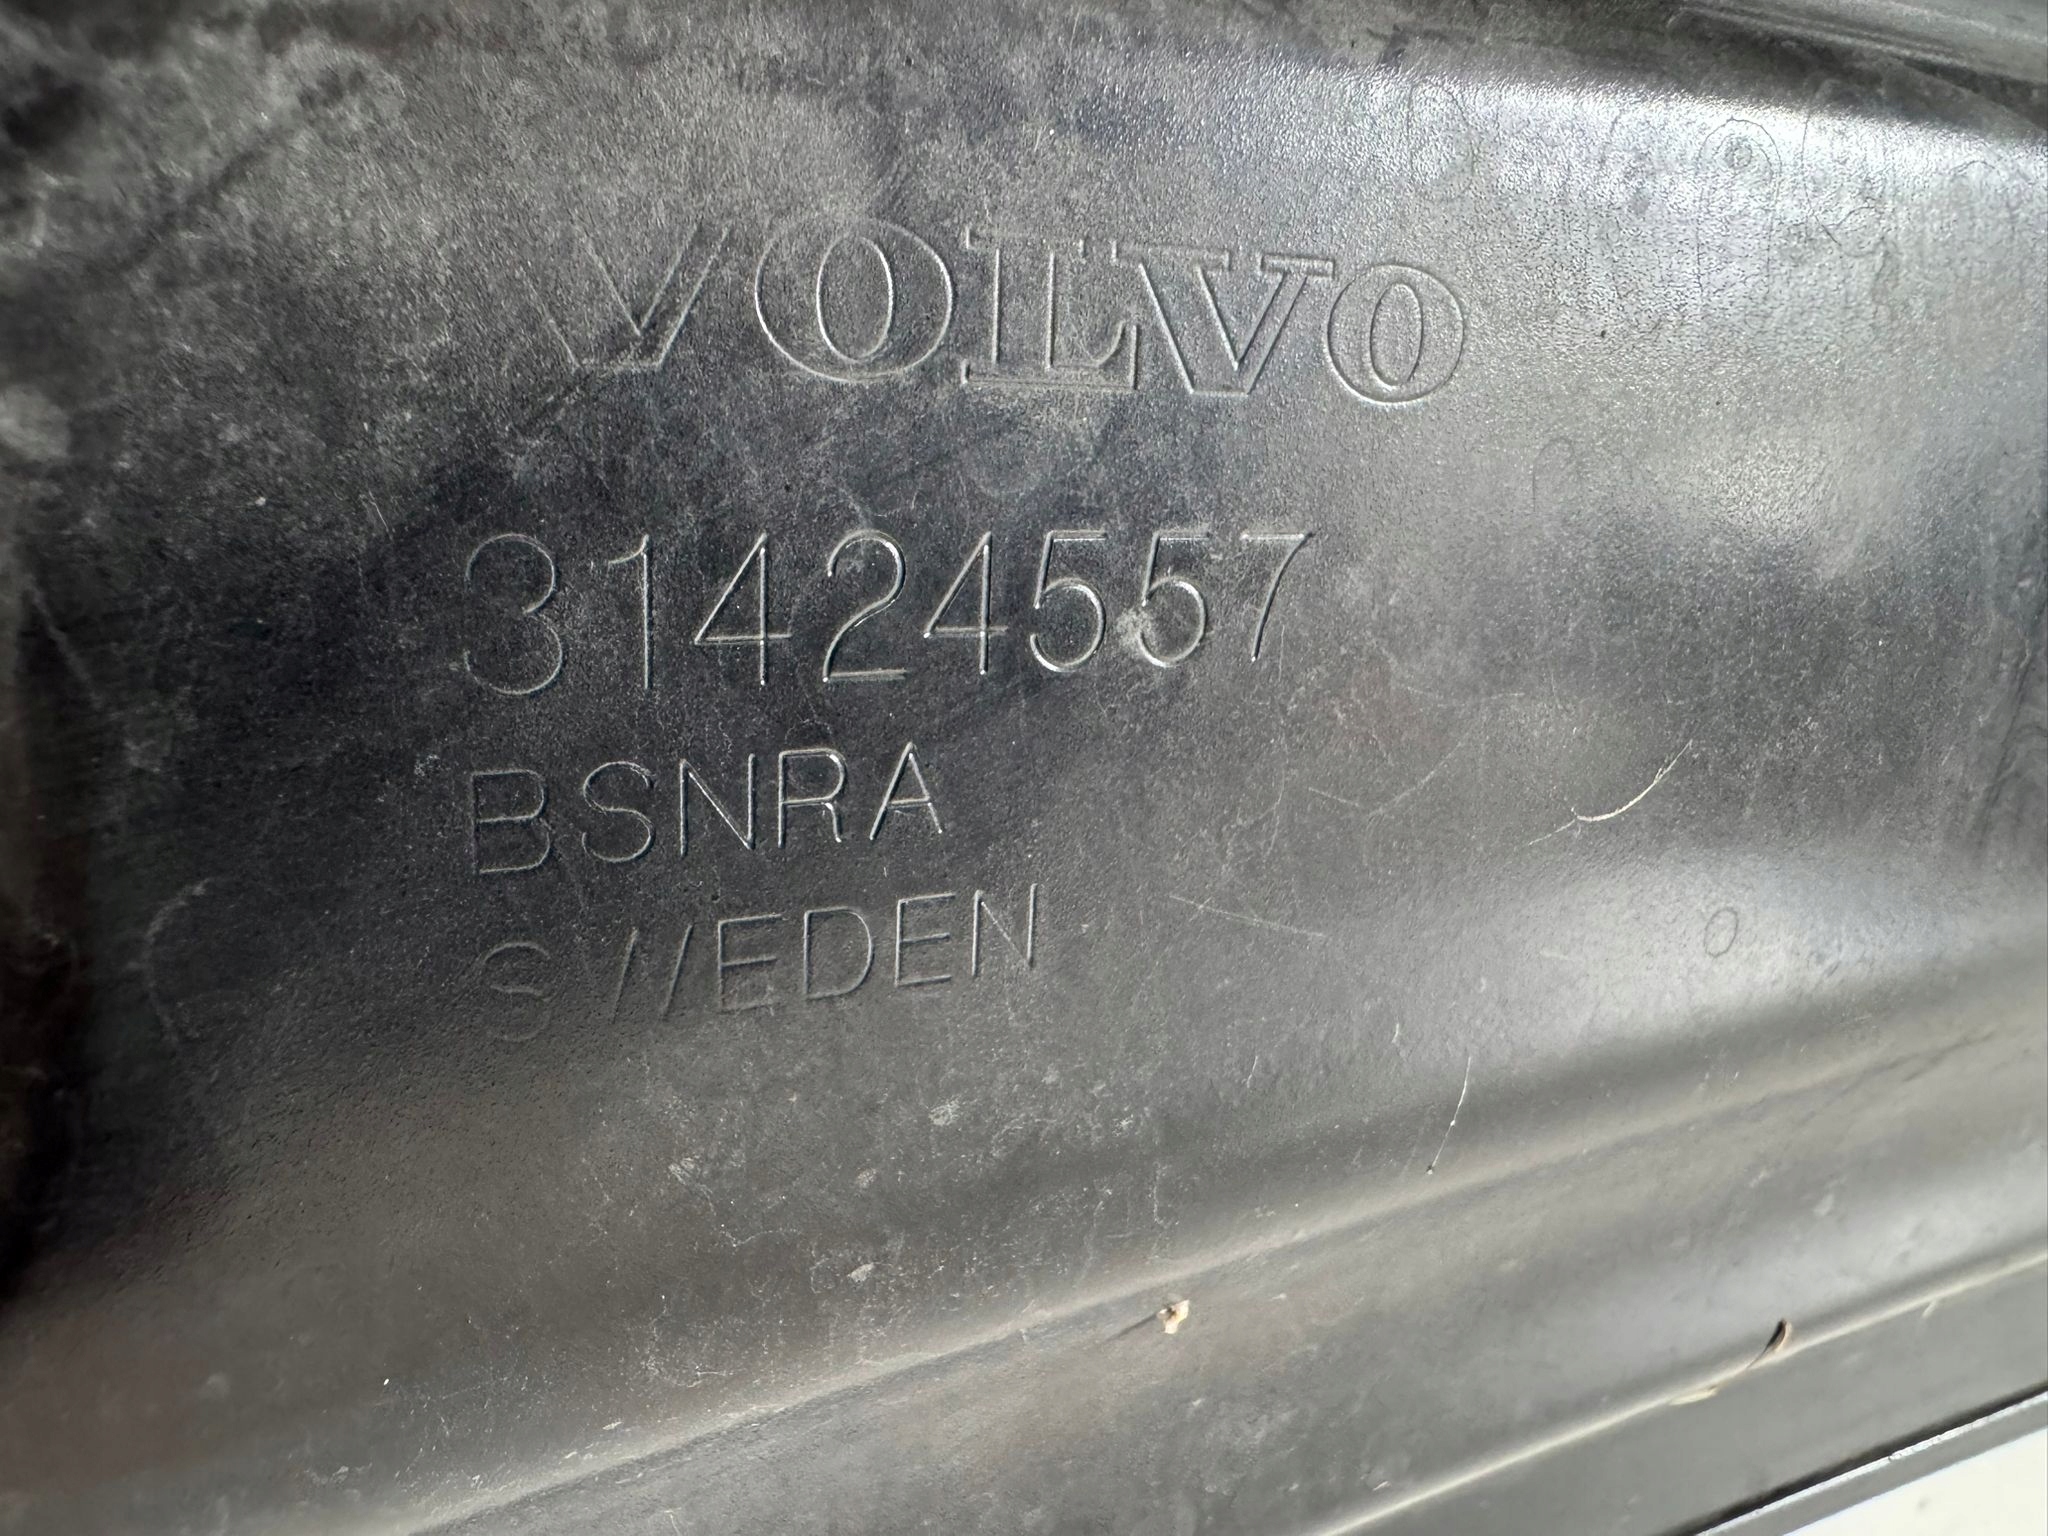 VOLVO
31424557
BSNRA
SWEDEN